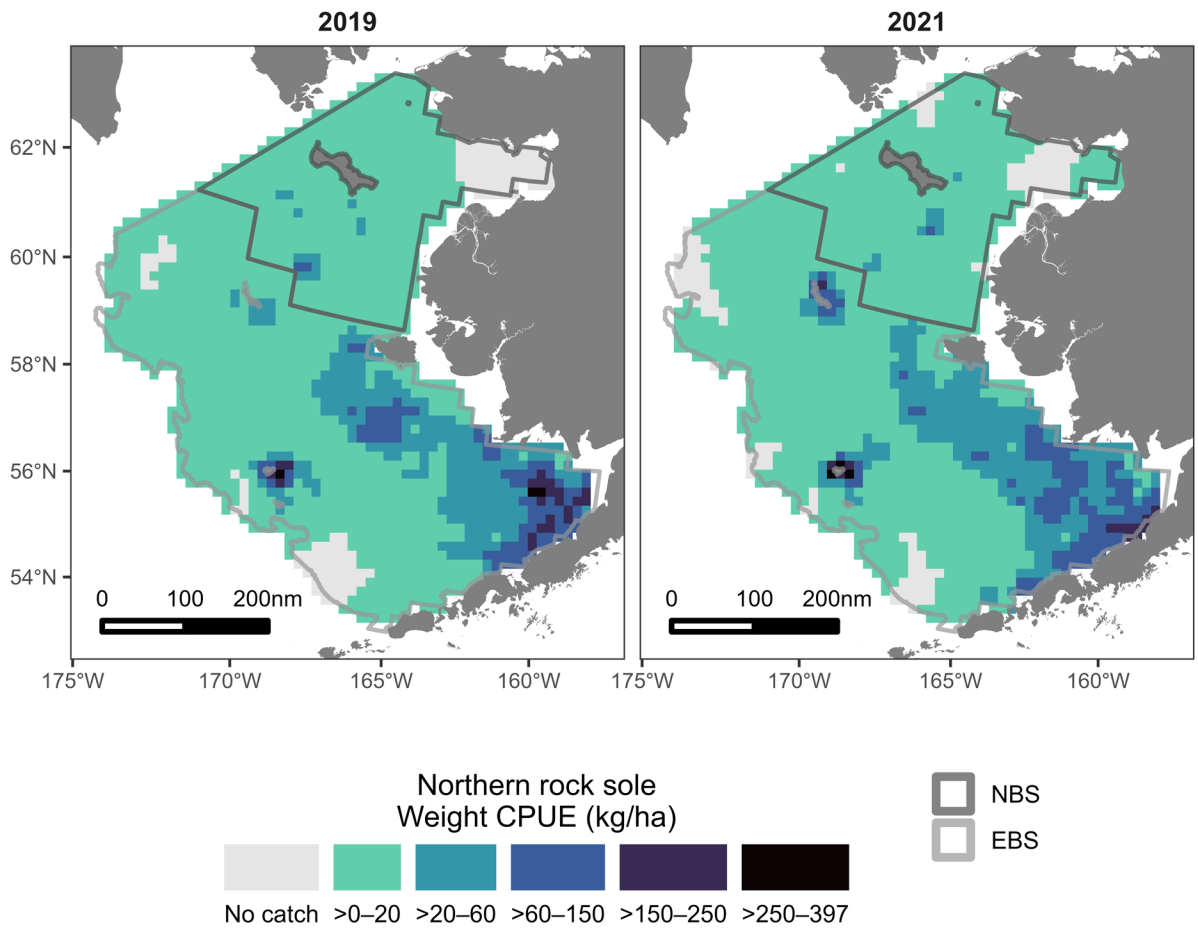 2019
2021
62°N
60°N
58°N
56°N
54°N
0 100 200nm
0 100 200nm
175°W 170°W 165°W 160°W
175°W 170°W 165°W 160°W
Northern rock sole
Weight CPUE (kg/ha)
No catch >0–20 >20–60 >60–150 >150–250 >250–397
NBS
EBS